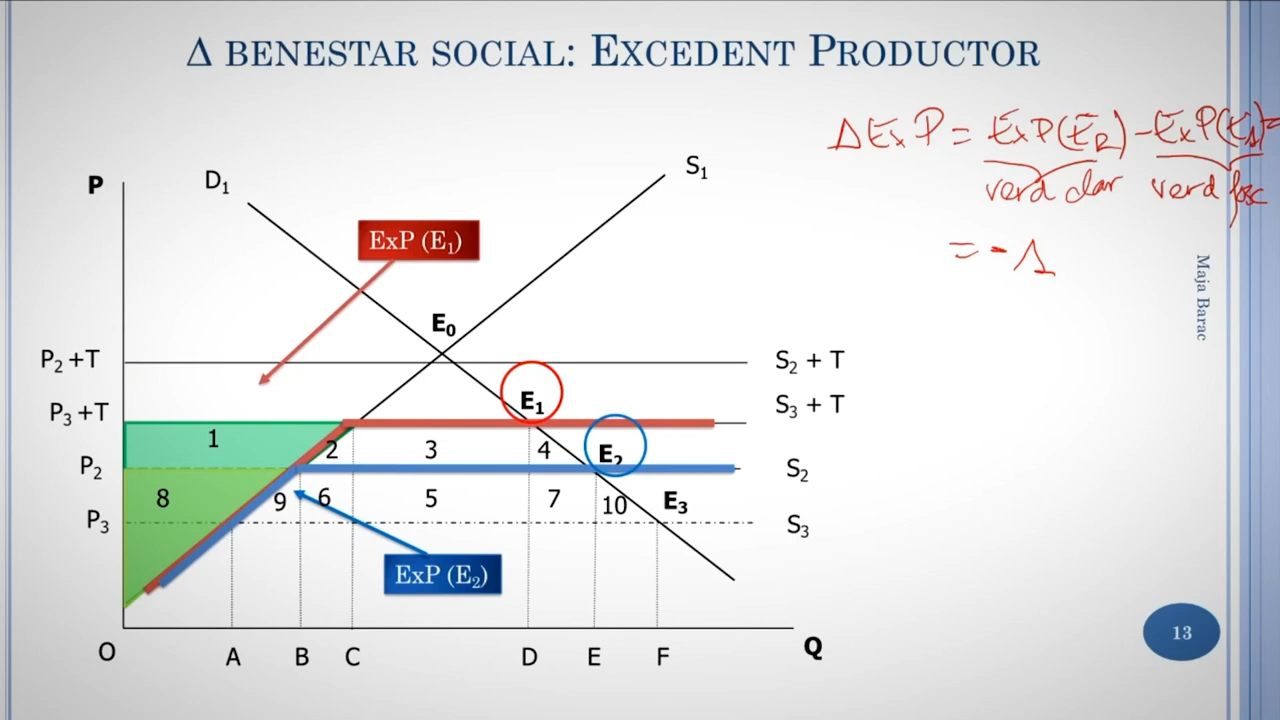 Δ BENESTAR SOCIAL: EXCEDENT PRODUCTOR
ΔExP = ExP(E₂) - ExP(E₁) =
verd clar verd fosc
= - 1
P
D₁
S₁
ExP (E₁)
E₀
P₂ +T
S₂ + T
P₃ +T
E₁
S₃ + T
1
2
3
4
E₂
P₂
S₂
8
9
6
5
7
10
E₃
P₃
S₃
ExP (E₂)
O
A
B
C
D
E
F
Q
Maja Barac
13